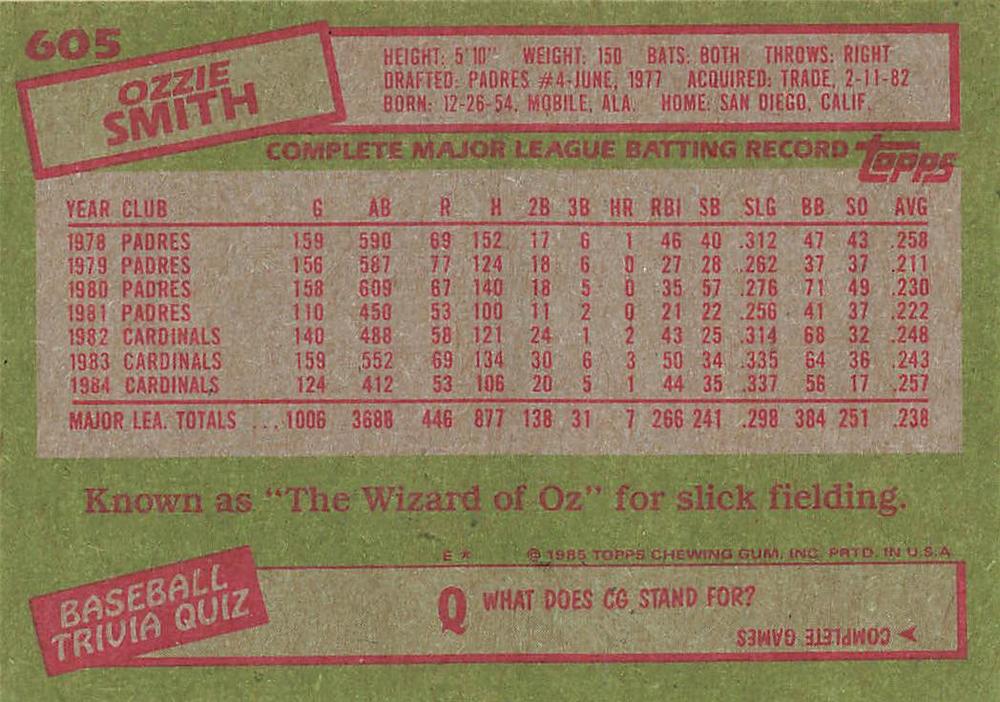 605
OZZIE
SMITH
HEIGHT: 5'10" WEIGHT: 150 BATS: BOTH THROWS: RIGHT
DRAFTED: PADRES #4-JUNE, 1977 ACQUIRED: TRADE, 2-11-82
BORN: 12-26-54, MOBILE, ALA. HOME: SAN DIEGO, CALIF.
COMPLETE MAJOR LEAGUE BATTING RECORD topps
YEAR CLUB G AB R H 2B 3B HR RBI SB SLG BB SO AVG
1978 PADRES 159 590 69 152 17 6 1 46 40 .312 47 43 .258
1979 PADRES 156 587 77 124 18 6 0 27 28 .262 37 37 .211
1980 PADRES 158 609 67 140 18 5 0 35 57 .276 71 49 .230
1981 PADRES 110 450 53 100 11 2 0 21 22 .256 41 37 .222
1982 CARDINALS 140 488 58 121 24 1 2 43 25 .314 68 32 .248
1983 CARDINALS 159 552 69 134 30 6 3 50 34 .335 64 36 .243
1984 CARDINALS 124 412 53 106 20 5 1 44 35 .337 56 17 .257
MAJOR LEA. TOTALS ...1006 3688 446 877 138 31 7 266 241 .298 384 251 .238
Known as "The Wizard of Oz" for slick fielding.
E * © 1985 TOPPS CHEWING GUM, INC. PRTD. IN U.S.A.
BASEBALL
TRIVIA QUIZ
Q WHAT DOES CG STAND FOR?
➤ COMPLETE GAMES